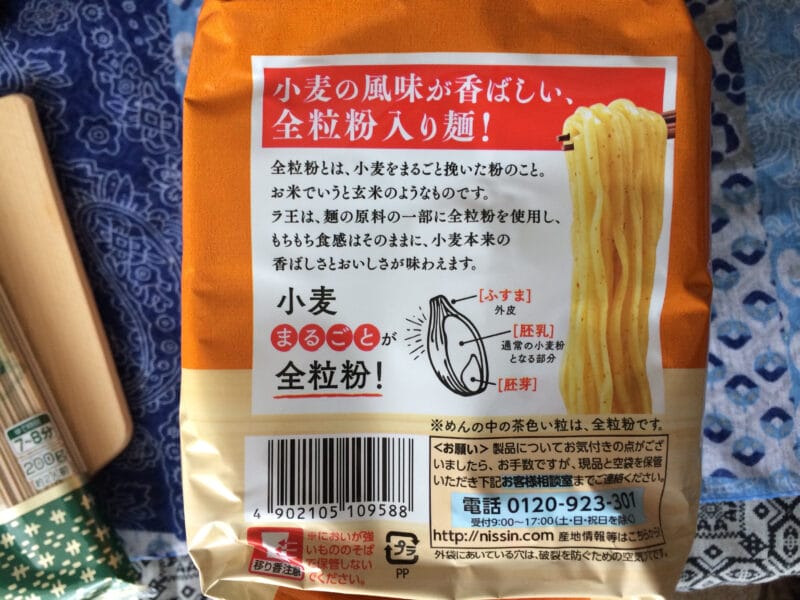 小麦の風味が香ばしい、
全粒粉入り麺!
全粒粉とは、小麦をまるごと挽いた粉のこと。
お米でいうと玄米のようなものです。
ラ王は、麺の原料の一部に全粒粉を使用し、
もちもち食感はそのままに、小麦本来の
香ばしさとおいしさが味わえます。
小麦
まるごとが
全粒粉!
[ふすま]
外皮
[胚乳]
通常の小麦粉
となる部分
[胚芽]
※めんの中の茶色い粒は、全粒粉です。
<お願い>製品についてお気付きの点がござ
いましたら、お手数ですが、現品と空袋を保管
いただき下記お客様相談室までご連絡ください。
電話 0120-923-301
受付9:00~17:00(土・日・祝日を除く)
http://nissin.com 産地情報等はこちらから
外袋にあいている穴は、破裂を防ぐための空気穴です。
4 902105 109588
移り香注意
※においが強
いもののそば
で保管しない
でください。
プラ
PP
7~8分
200g